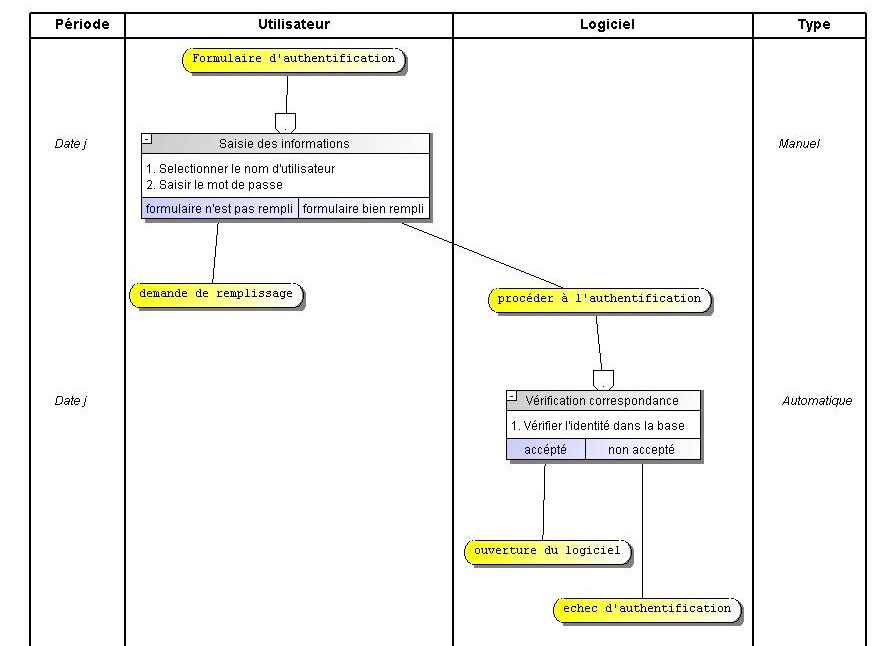 Période Utilisateur Logiciel Type
Formulaire d'authentification
Date j
Manuel
-
Saisie des informations
1. Selectionner le nom d'utilisateur
2. Saisir le mot de passe
formulaire n'est pas rempli formulaire bien rempli
demande de remplissage
procéder à l'authentification
Date j
Automatique
-
Vérification correspondance
1. Vérifier l'identité dans la base
accépté non accepté
ouverture du logiciel
echec d'authentification